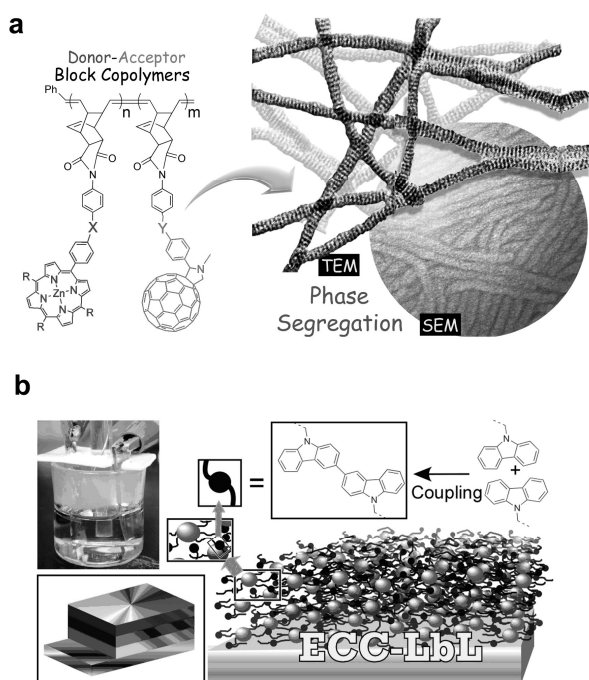 a
Donor-Acceptor
Block Copolymers
Ph
n
m
O
N
O
O
N
O
X
Y
R
N
N
Zn
N
N
R
R
N
TEM
Phase
Segregation
SEM
b
=
N
N
Coupling
N
+
N
ECC-LbL